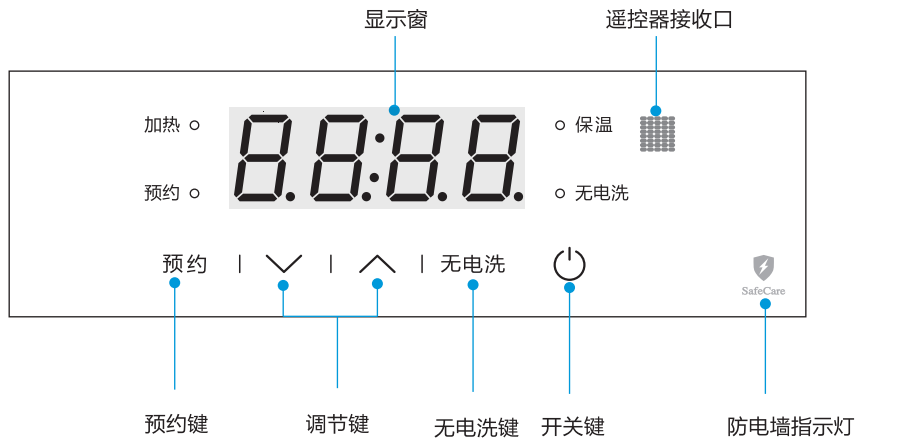 显示窗
遥控器接收口
加热
88:88
保温
预约
无电洗
预约
无电洗
SafeCare
预约键
调节键
无电洗键
开关键
防电墙指示灯